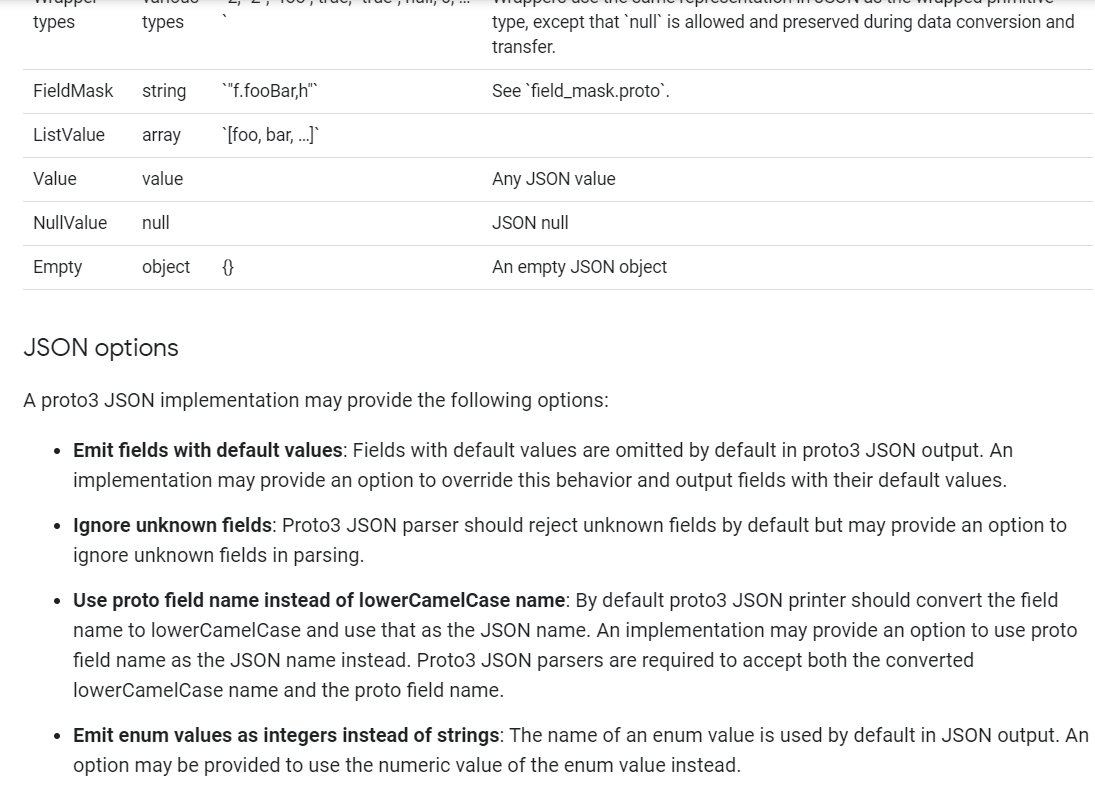 types types ` type, except that `null` is allowed and preserved during data conversion and
transfer.
FieldMask string `"f.fooBar,h"` See `field_mask.proto`.
ListValue array `[foo, bar, …]`
Value value Any JSON value
NullValue null JSON null
Empty object {} An empty JSON object
JSON options
A proto3 JSON implementation may provide the following options:
• Emit fields with default values: Fields with default values are omitted by default in proto3 JSON output. An
implementation may provide an option to override this behavior and output fields with their default values.
• Ignore unknown fields: Proto3 JSON parser should reject unknown fields by default but may provide an option to
ignore unknown fields in parsing.
• Use proto field name instead of lowerCamelCase name: By default proto3 JSON printer should convert the field
name to lowerCamelCase and use that as the JSON name. An implementation may provide an option to use proto
field name as the JSON name instead. Proto3 JSON parsers are required to accept both the converted
lowerCamelCase name and the proto field name.
• Emit enum values as integers instead of strings: The name of an enum value is used by default in JSON output. An
option may be provided to use the numeric value of the enum value instead.